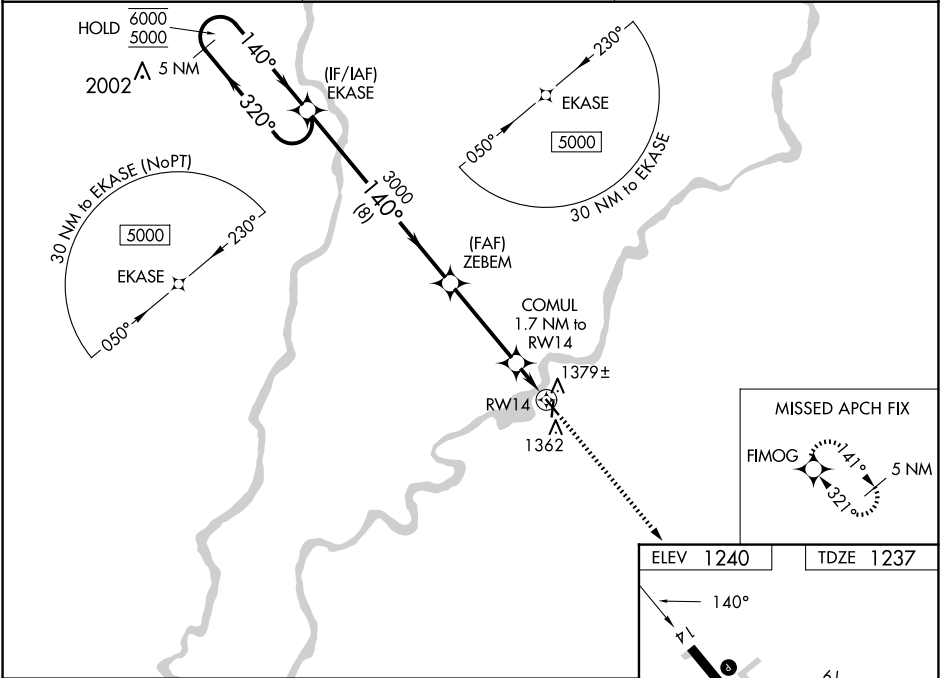 HOLD
6000
5000
140°
320°
5 NM
2002
(IF/IAF)
EKASE
230°
EKASE
5000
050°
30 NM to EKASE
30 NM to EKASE (NoPT)
5000
230°
EKASE
050°
3000
140°
(8)
(FAF)
ZEBEM
COMUL
1.7 NM to
RW14
1379±
RW14
1362
MISSED APCH FIX
FIMOG
141°
321°
5 NM
ELEV 1240
TDZE 1237
140°
14
P